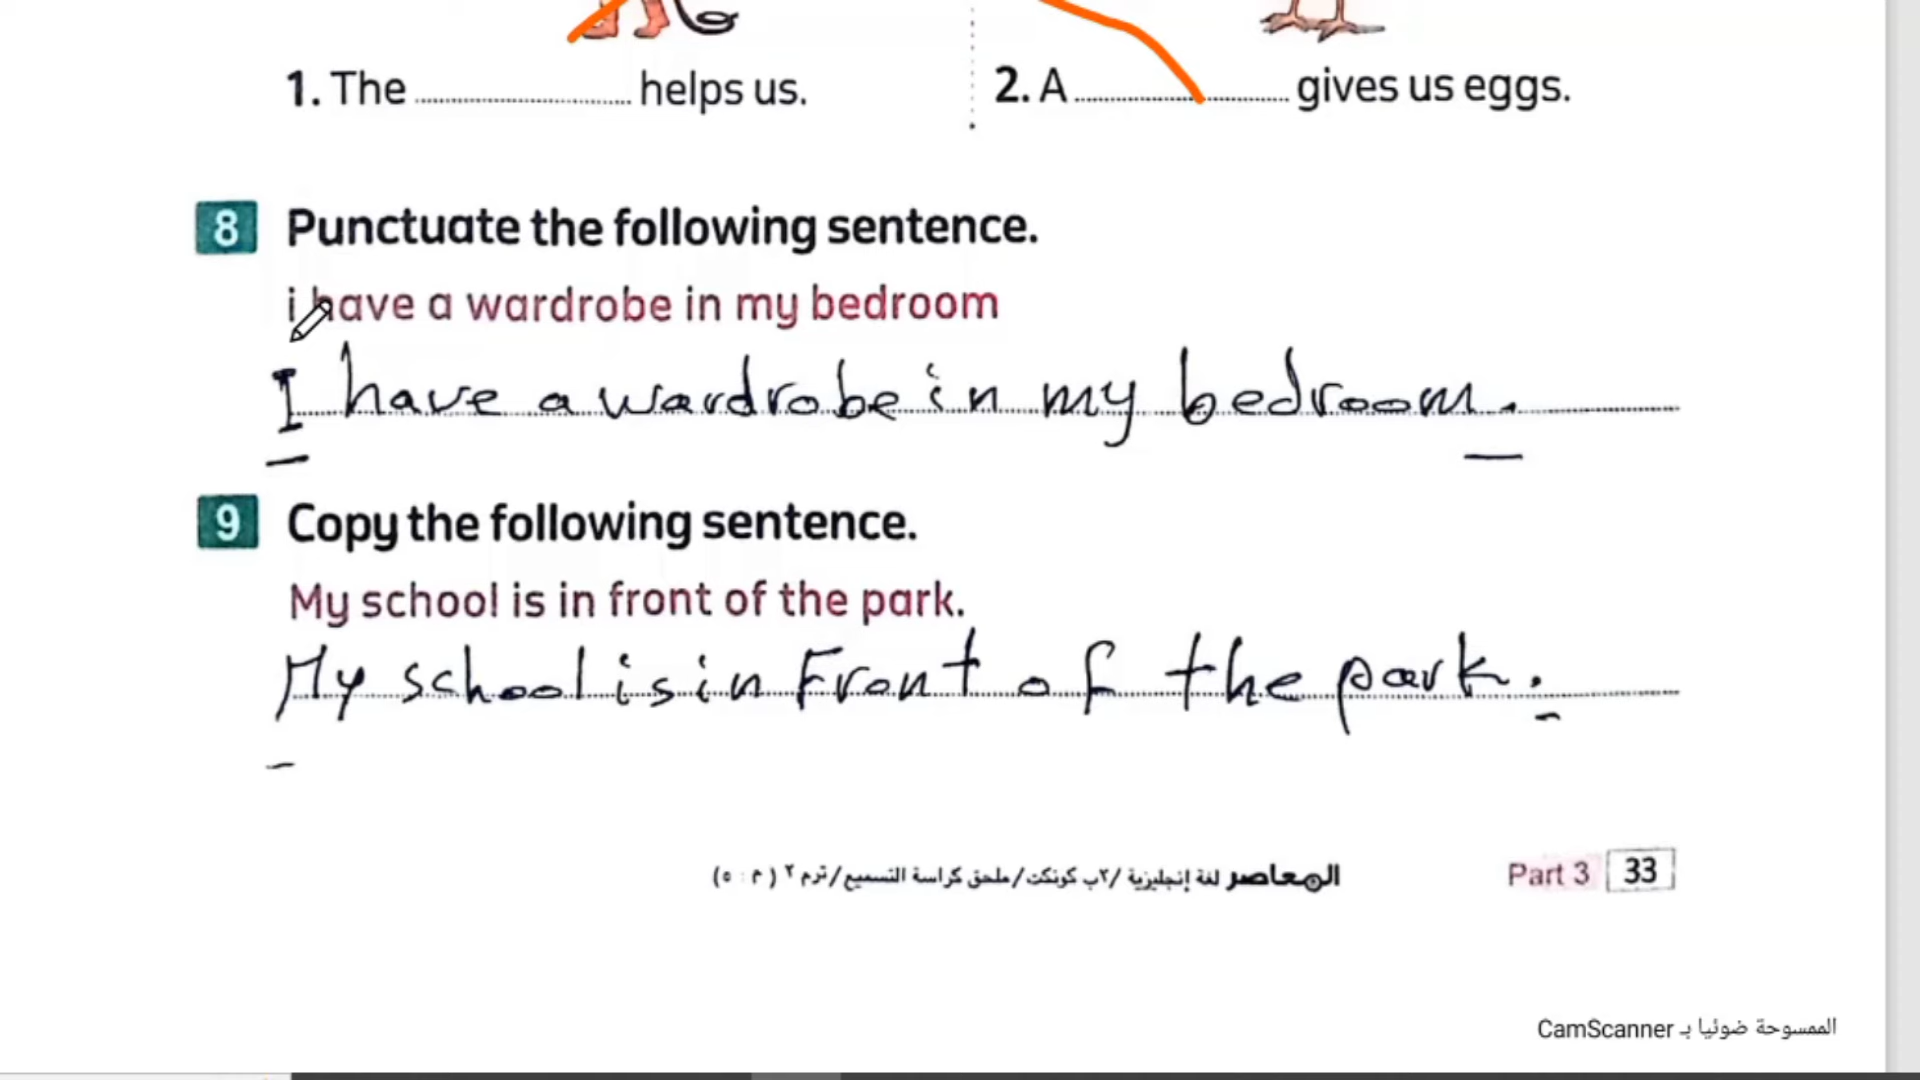 1. The ............ helps us.
2. A ............ gives us eggs.
8 Punctuate the following sentence.
i have a wardrobe in my bedroom
I have a wardrobe in my bedroom.
9 Copy the following sentence.
My school is in front of the park.
My school is in Front of the park.
المعاصر لغة إنجليزية /٢ب كونكت/ملحق كراسة التسميع/ترم ٢ (م : ٥)
Part 3 33
الممسوحة ضوئيا بـ CamScanner